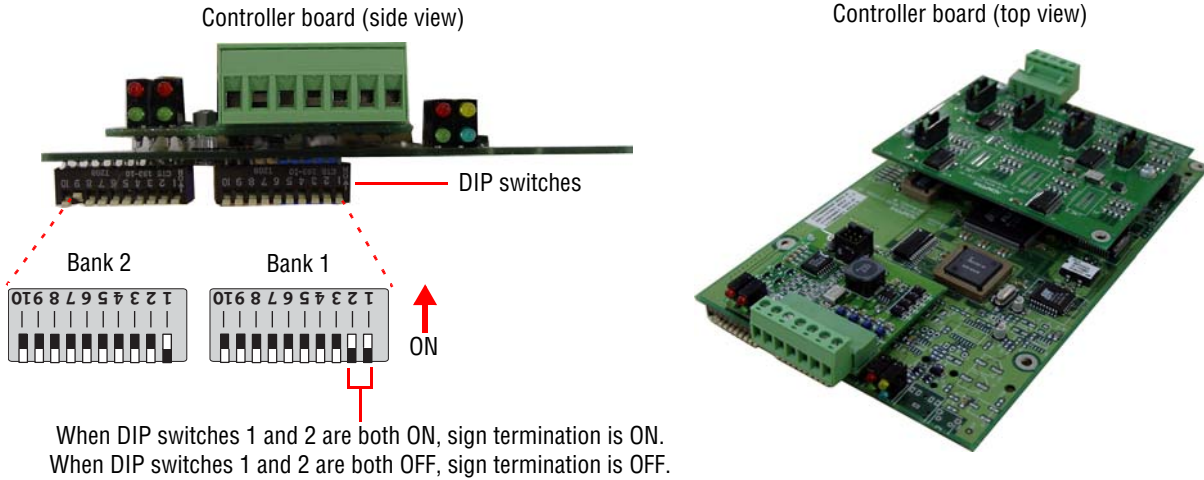 Controller board (side view)
Controller board (top view)
DIP switches
Bank 2
Bank 1
10 9 8 7 6 5 4 3 2 1
10 9 8 7 6 5 4 3 2 1
ON
When DIP switches 1 and 2 are both ON, sign termination is ON.
When DIP switches 1 and 2 are both OFF, sign termination is OFF.